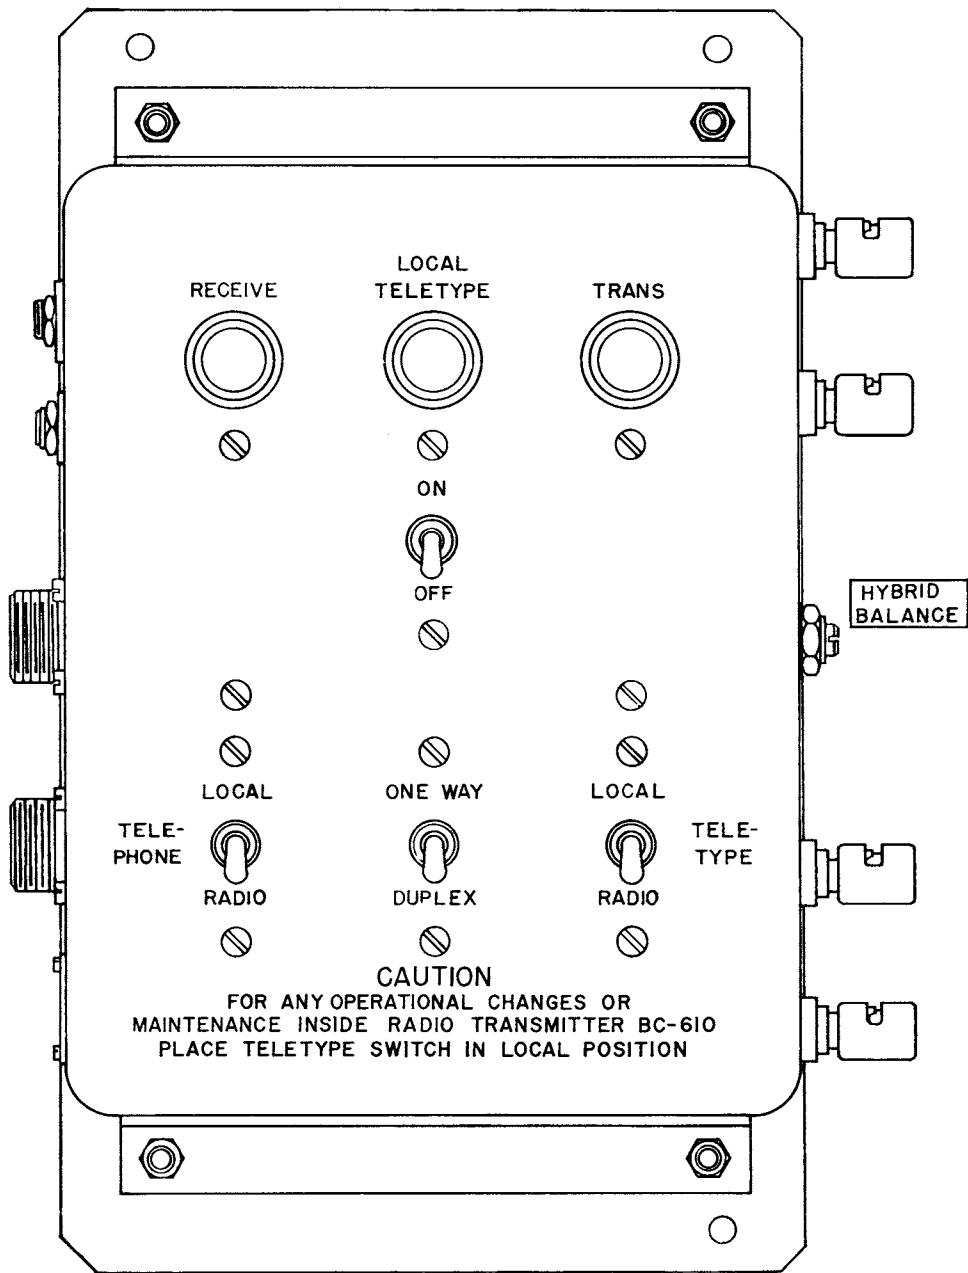 LOCAL
RECEIVE TELETYPE TRANS
ON
OFF
HYBRID
BALANCE
LOCAL ONE WAY LOCAL
TELE-
PHONE
TELE-
TYPE
RADIO DUPLEX RADIO
CAUTION
FOR ANY OPERATIONAL CHANGES OR
MAINTENANCE INSIDE RADIO TRANSMITTER BC-610
PLACE TELETYPE SWITCH IN LOCAL POSITION